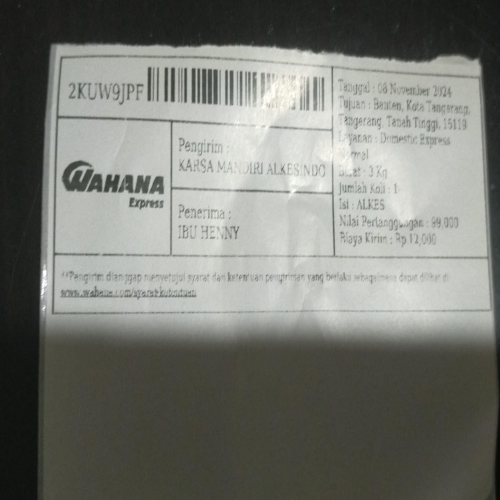 2KUW9JPF
WAHANA
Express
Pengirim :
KARSA MANDIRI ALKESINDO
Penerima :
IBU HENNY
Tanggal : 08 November 2024
Tujuan : Banten, Kota Tangerang,
Tangerang, Tanah Tinggi, 15119
Layanan : Domestic Express
Normal
Berat : 3 Kg
Jumlah Koli : 1
Isi : ALKES
Nilai Pertanggungan : 99,000
Biaya Kirim : Rp 12,000
**Pengirim dianggap menyetujui syarat dan ketentuan pengiriman yang berlaku sebagaimana dapat dilihat di
www.wahana.com/syarat-ketentuan